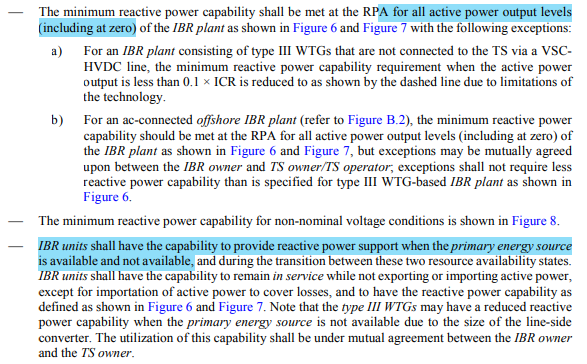 — The minimum reactive power capability shall be met at the RPA for all active power output levels
(including at zero) of the IBR plant as shown in Figure 6 and Figure 7 with the following exceptions:
a) For an IBR plant consisting of type III WTGs that are not connected to the TS via a VSC-
HVDC line, the minimum reactive power capability requirement when the active power
output is less than 0.1 × ICR is reduced to as shown by the dashed line due to limitations of
the technology.
b) For an ac-connected offshore IBR plant (refer to Figure B.2), the minimum reactive power
capability should be met at the RPA for all active power output levels (including at zero) of
the IBR plant as shown in Figure 6 and Figure 7, but exceptions may be mutually agreed
upon between the IBR owner and TS owner/TS operator; exceptions shall not require less
reactive power capability than is specified for type III WTG-based IBR plant as shown in
Figure 6.
— The minimum reactive power capability for non-nominal voltage conditions is shown in Figure 8.
— IBR units shall have the capability to provide reactive power support when the primary energy source
is available and not available, and during the transition between these two resource availability states.
IBR units shall have the capability to remain in service while not exporting or importing active power,
except for importation of active power to cover losses, and to have the reactive power capability as
defined as shown in Figure 6 and Figure 7. Note that the type III WTGs may have a reduced reactive
power capability when the primary energy source is not available due to the size of the line-side
converter. The utilization of this capability shall be under mutual agreement between the IBR owner
and the TS owner.